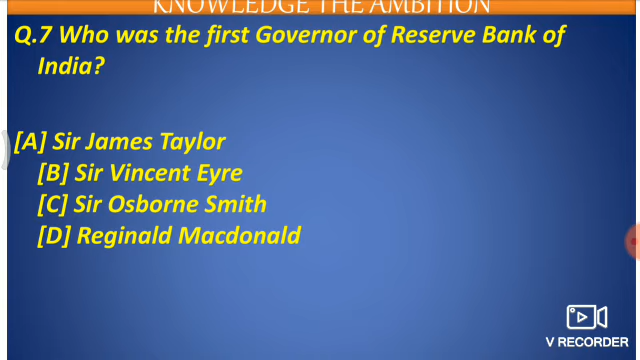 KNOWLEDGE THE AMBITION
Q.7 Who was the first Governor of Reserve Bank of
India?
[A] Sir James Taylor
[B] Sir Vincent Eyre
[C] Sir Osborne Smith
[D] Reginald Macdonald
V RECORDER